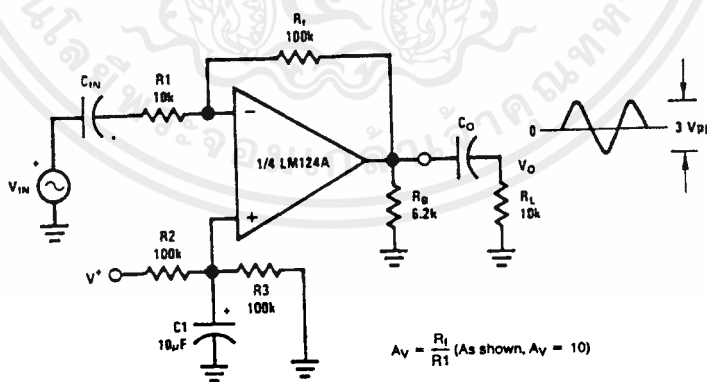 Rf
100k
CIN
R1
10k
-
1/4 LM124A
+
+
VIN
R2
100k
V+
R3
100k
+
C1
10µF
CO
VO
RB
6.2k
RL
10k
0
3 Vpp
AV = Rf/R1 (As shown, AV = 10)